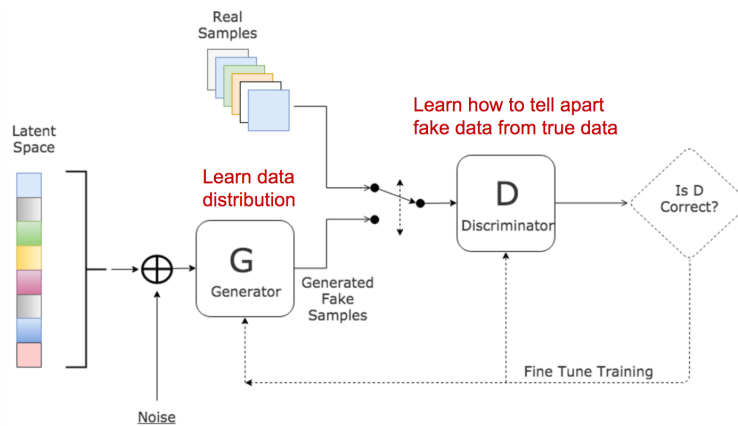 Real
Samples
Learn how to tell apart
fake data from true data
Latent
Space
Learn data
distribution
D
Discriminator
Is D
Correct?
G
Generator
Generated
Fake
Samples
Fine Tune Training
Noise